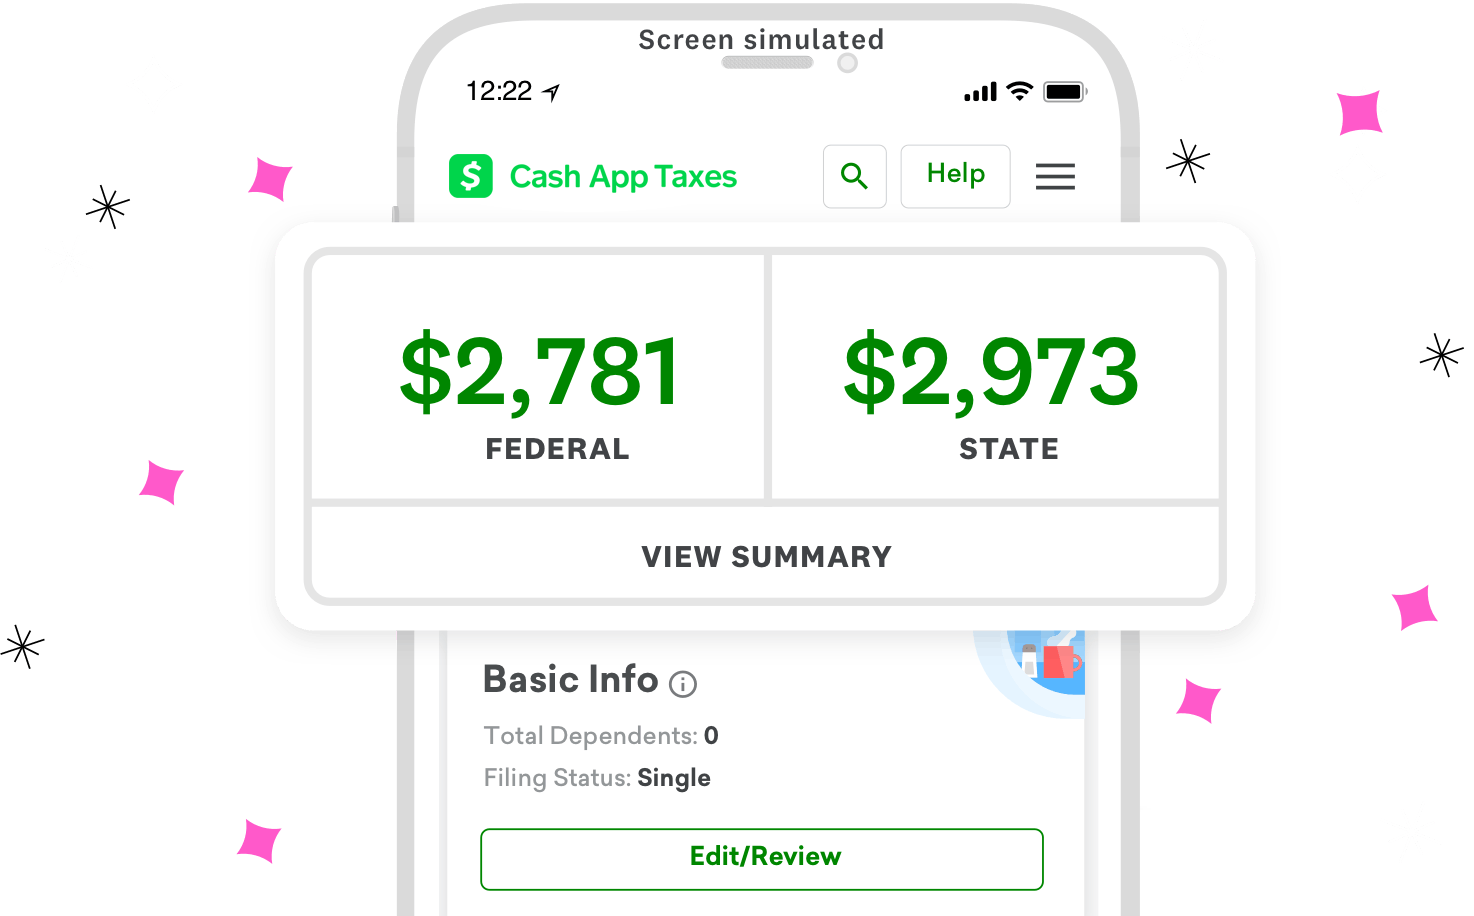 Screen simulated
12:22
$ Cash App Taxes
Help
$2,781
FEDERAL
$2,973
STATE
VIEW SUMMARY
Basic Info
Total Dependents: 0
Filing Status: Single
Edit/Review